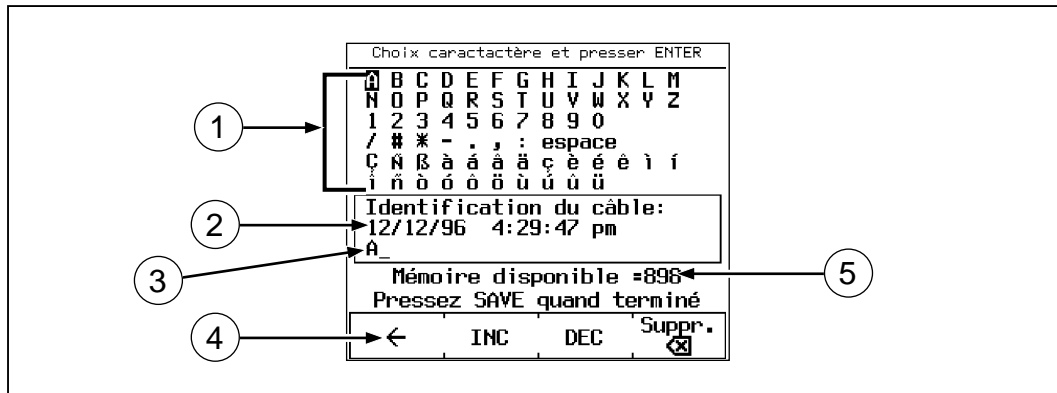 Choix caractactère et presser ENTER
A B C D E F G H I J K L M
N O P Q R S T U V W X Y Z
1 2 3 4 5 6 7 8 9 0
/ # * - . , : espace
Ç Ñ ß à á â ä ç è é ê ì í
î ñ ò ó ô ö ù ú û ü
1
Identification du câble:
2
12/12/96 4:29:47 pm
3
A_
Mémoire disponible =898
5
Pressez SAVE quand terminé
4
← INC DEC Suppr.